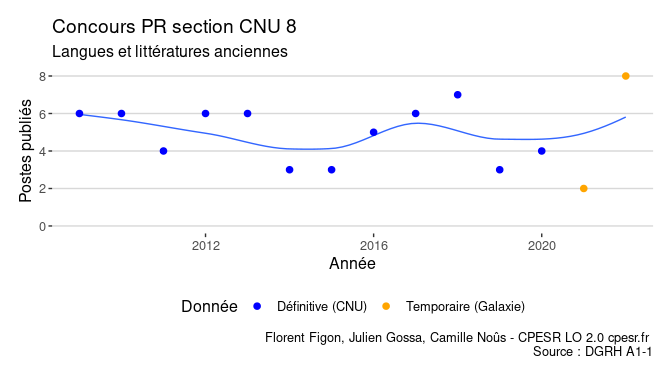 Concours PR section CNU 8
Langues et littératures anciennes
Postes publiés
8
6
4
2
0
2012
2016
2020
Année
Donnée
Définitive (CNU)
Temporaire (Galaxie)
Florent Figon, Julien Gossa, Camille Noûs - CPESR LO 2.0 cpesr.fr
Source : DGRH A1-1